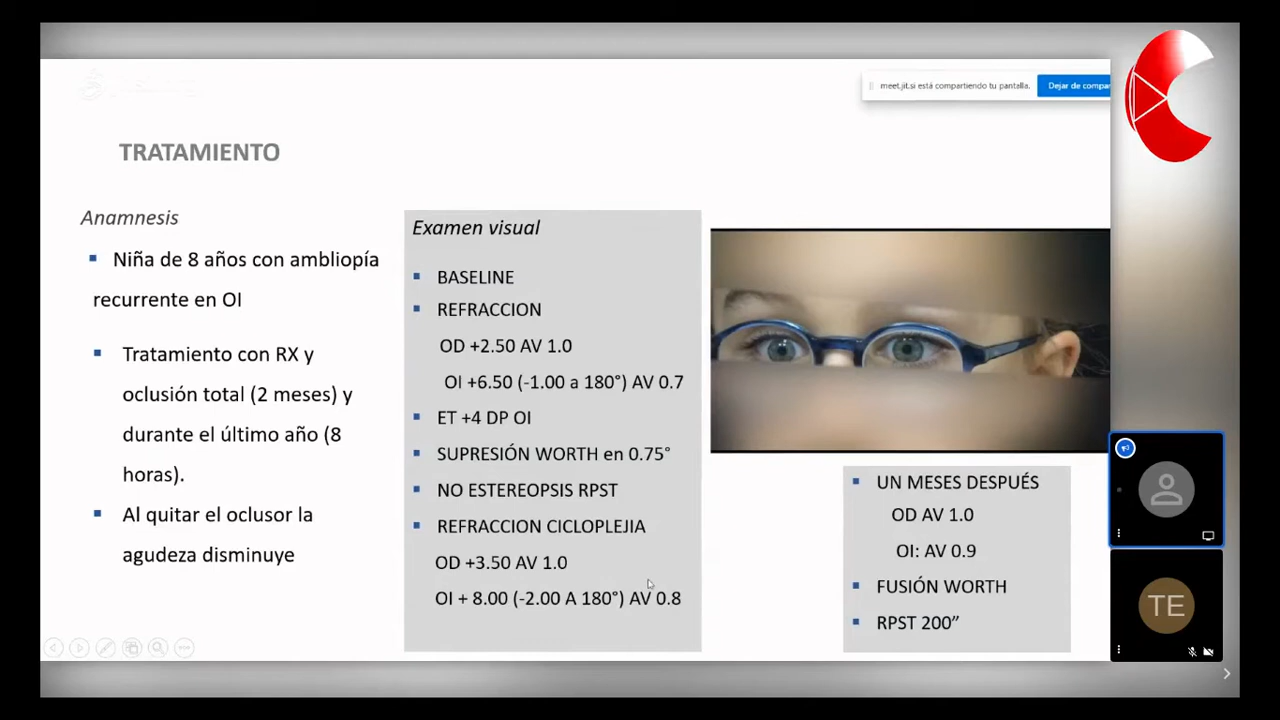 meet.jit.si está compartiendo tu pantalla.
Dejar de compar
TRATAMIENTO
Anamnesis
Niña de 8 años con ambliopía
recurrente en OI
Tratamiento con RX y
oclusión total (2 meses) y
durante el último año (8
horas).
Al quitar el oclusor la
agudeza disminuye
Examen visual
BASELINE
REFRACCION
OD +2.50 AV 1.0
OI +6.50 (-1.00 a 180°) AV 0.7
ET +4 DP OI
SUPRESIÓN WORTH en 0.75°
NO ESTEREOPSIS RPST
REFRACCION CICLOPLEJIA
OD +3.50 AV 1.0
OI + 8.00 (-2.00 A 180°) AV 0.8
UN MESES DESPUÉS
OD AV 1.0
OI: AV 0.9
FUSIÓN WORTH
RPST 200”
TE